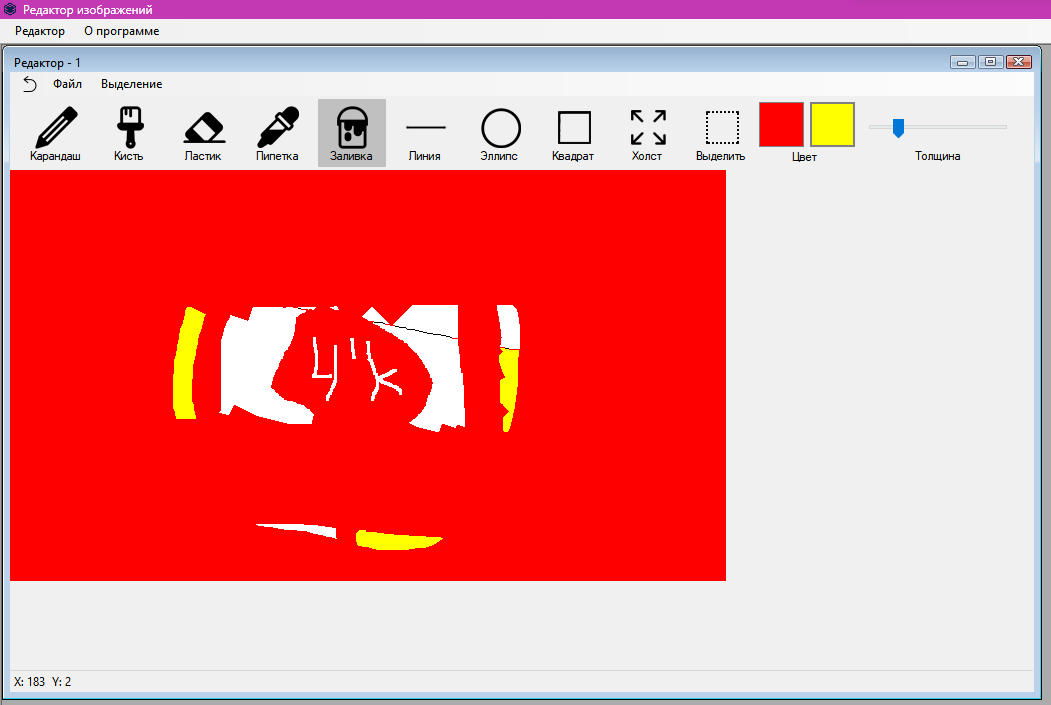 Редактор изображений
Редактор О программе
Редактор - 1
Файл Выделение
Карандаш Кисть Ластик Пипетка Заливка Линия Эллипс Квадрат Холст Выделить Цвет Толщина
X: 183 Y: 2